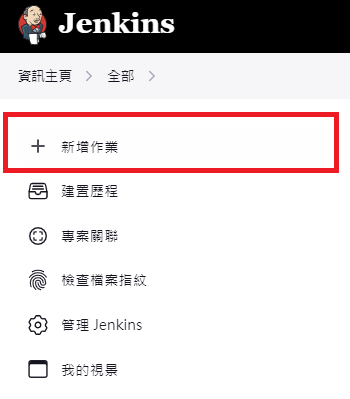 Jenkins
資訊主頁 > 全部 >
新增作業
建置歷程
專案關聯
檢查檔案指紋
管理 Jenkins
我的視景